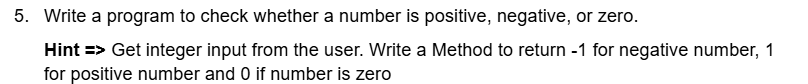 5. Write a program to check whether a number is positive, negative, or zero.
Hint => Get integer input from the user. Write a Method to return -1 for negative number, 1
for positive number and 0 if number is zero